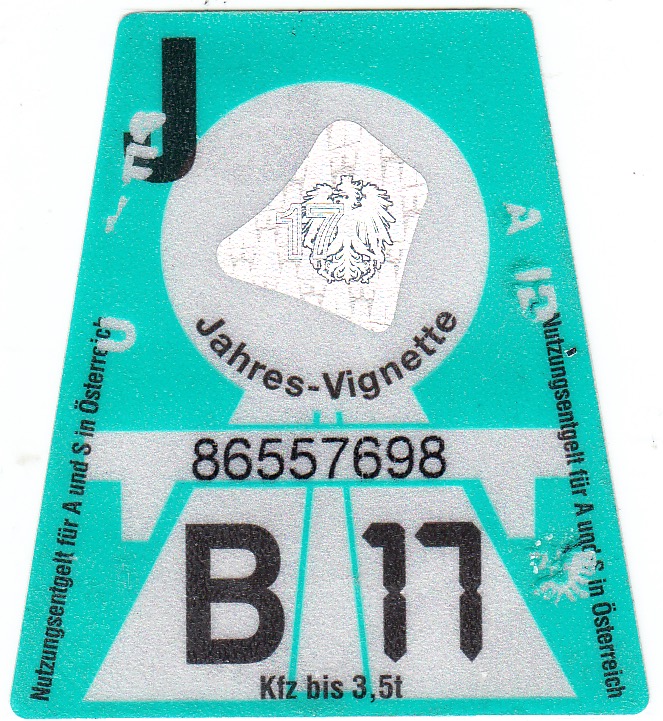 J
17
Jahres-Vignette
86557698
B 17
Kfz bis 3,5t
Nutzungsentgelt für A und S in Österreich
Nutzungsentgelt für A und S in Österreich